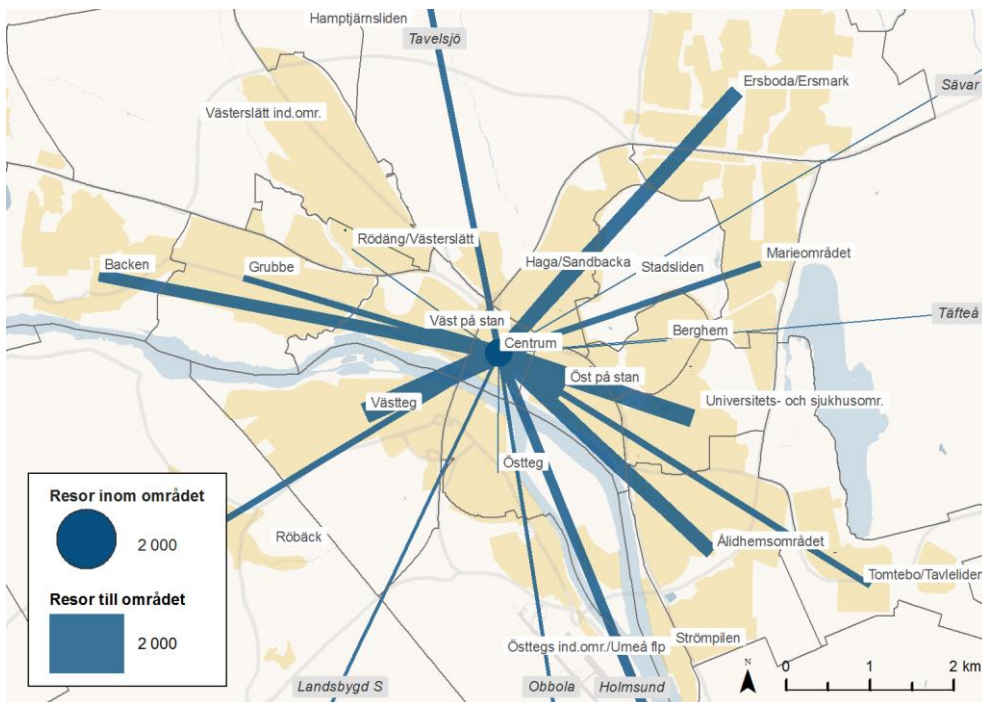 Hamptjärnsliden
Tavelsjö
Ersboda/Ersmark
Sävar
Västerslätt ind.omr.
Rödäng/Västerslätt
Haga/Sandbacka
Stadsliden
Marieområdet
Backen
Grubbe
Väst på stan
Centrum
Berghem
Täfteå
Öst på stan
Västteg
Universitets- och sjukhusomr.
Östteg
Röbäck
Ålidhemsområdet
Tomtebo/Tavleliden
Östtegs ind.omr./Umeå flp
Strömpilen
Landsbygd S
Obbola
Holmsund
Resor inom området
2 000
Resor till området
2 000
N
0 1 2 km